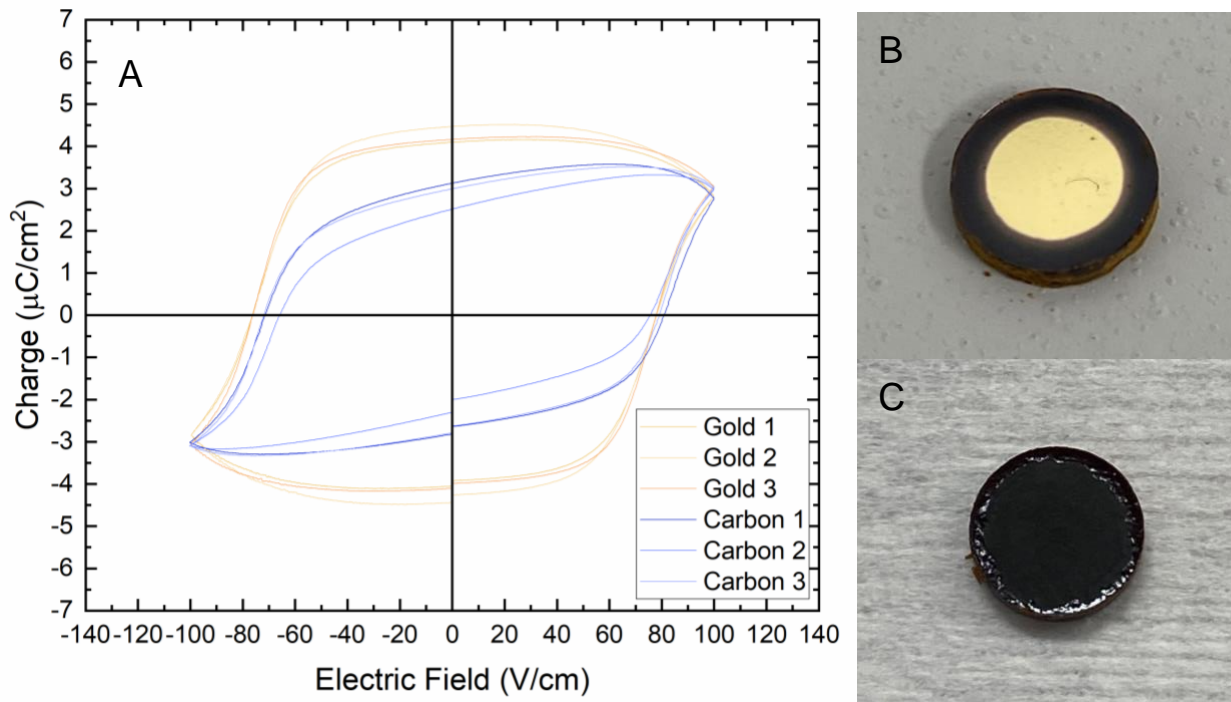 A
7
6
5
4
3
2
1
0
-1
-2
-3
-4
-5
-6
-7
Charge (μC/cm²)
-140 -120 -100 -80 -60 -40 -20 0 20 40 60 80 100 120 140
Electric Field (V/cm)
Gold 1
Gold 2
Gold 3
Carbon 1
Carbon 2
Carbon 3
B
C